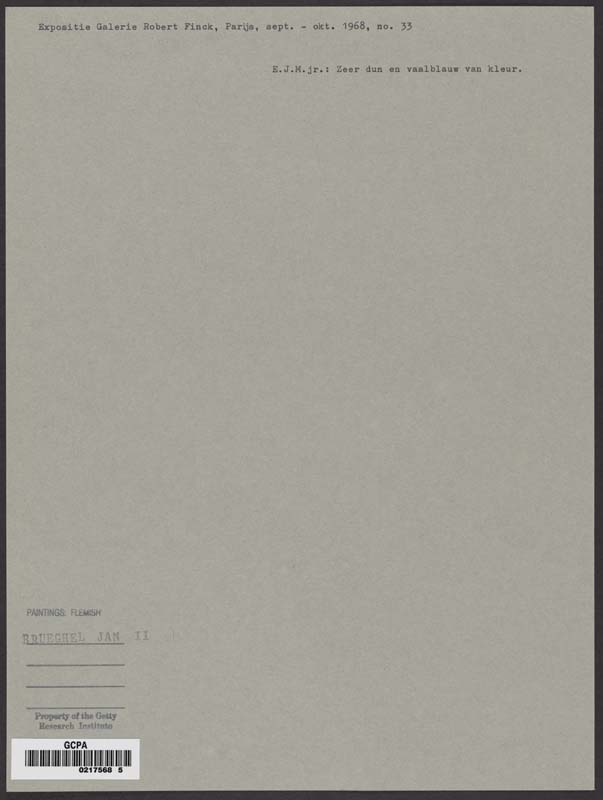 Expositie Galerie Robert Finck, Parijs, sept. - okt. 1968, no. 33
E.J.M.jr.: Zeer dun en vaalblauw van kleur.
PAINTINGS: FLEMISH
BRUEGHEL JAN II
Property of the Getty
Research Institute
GCPA
0217568 5